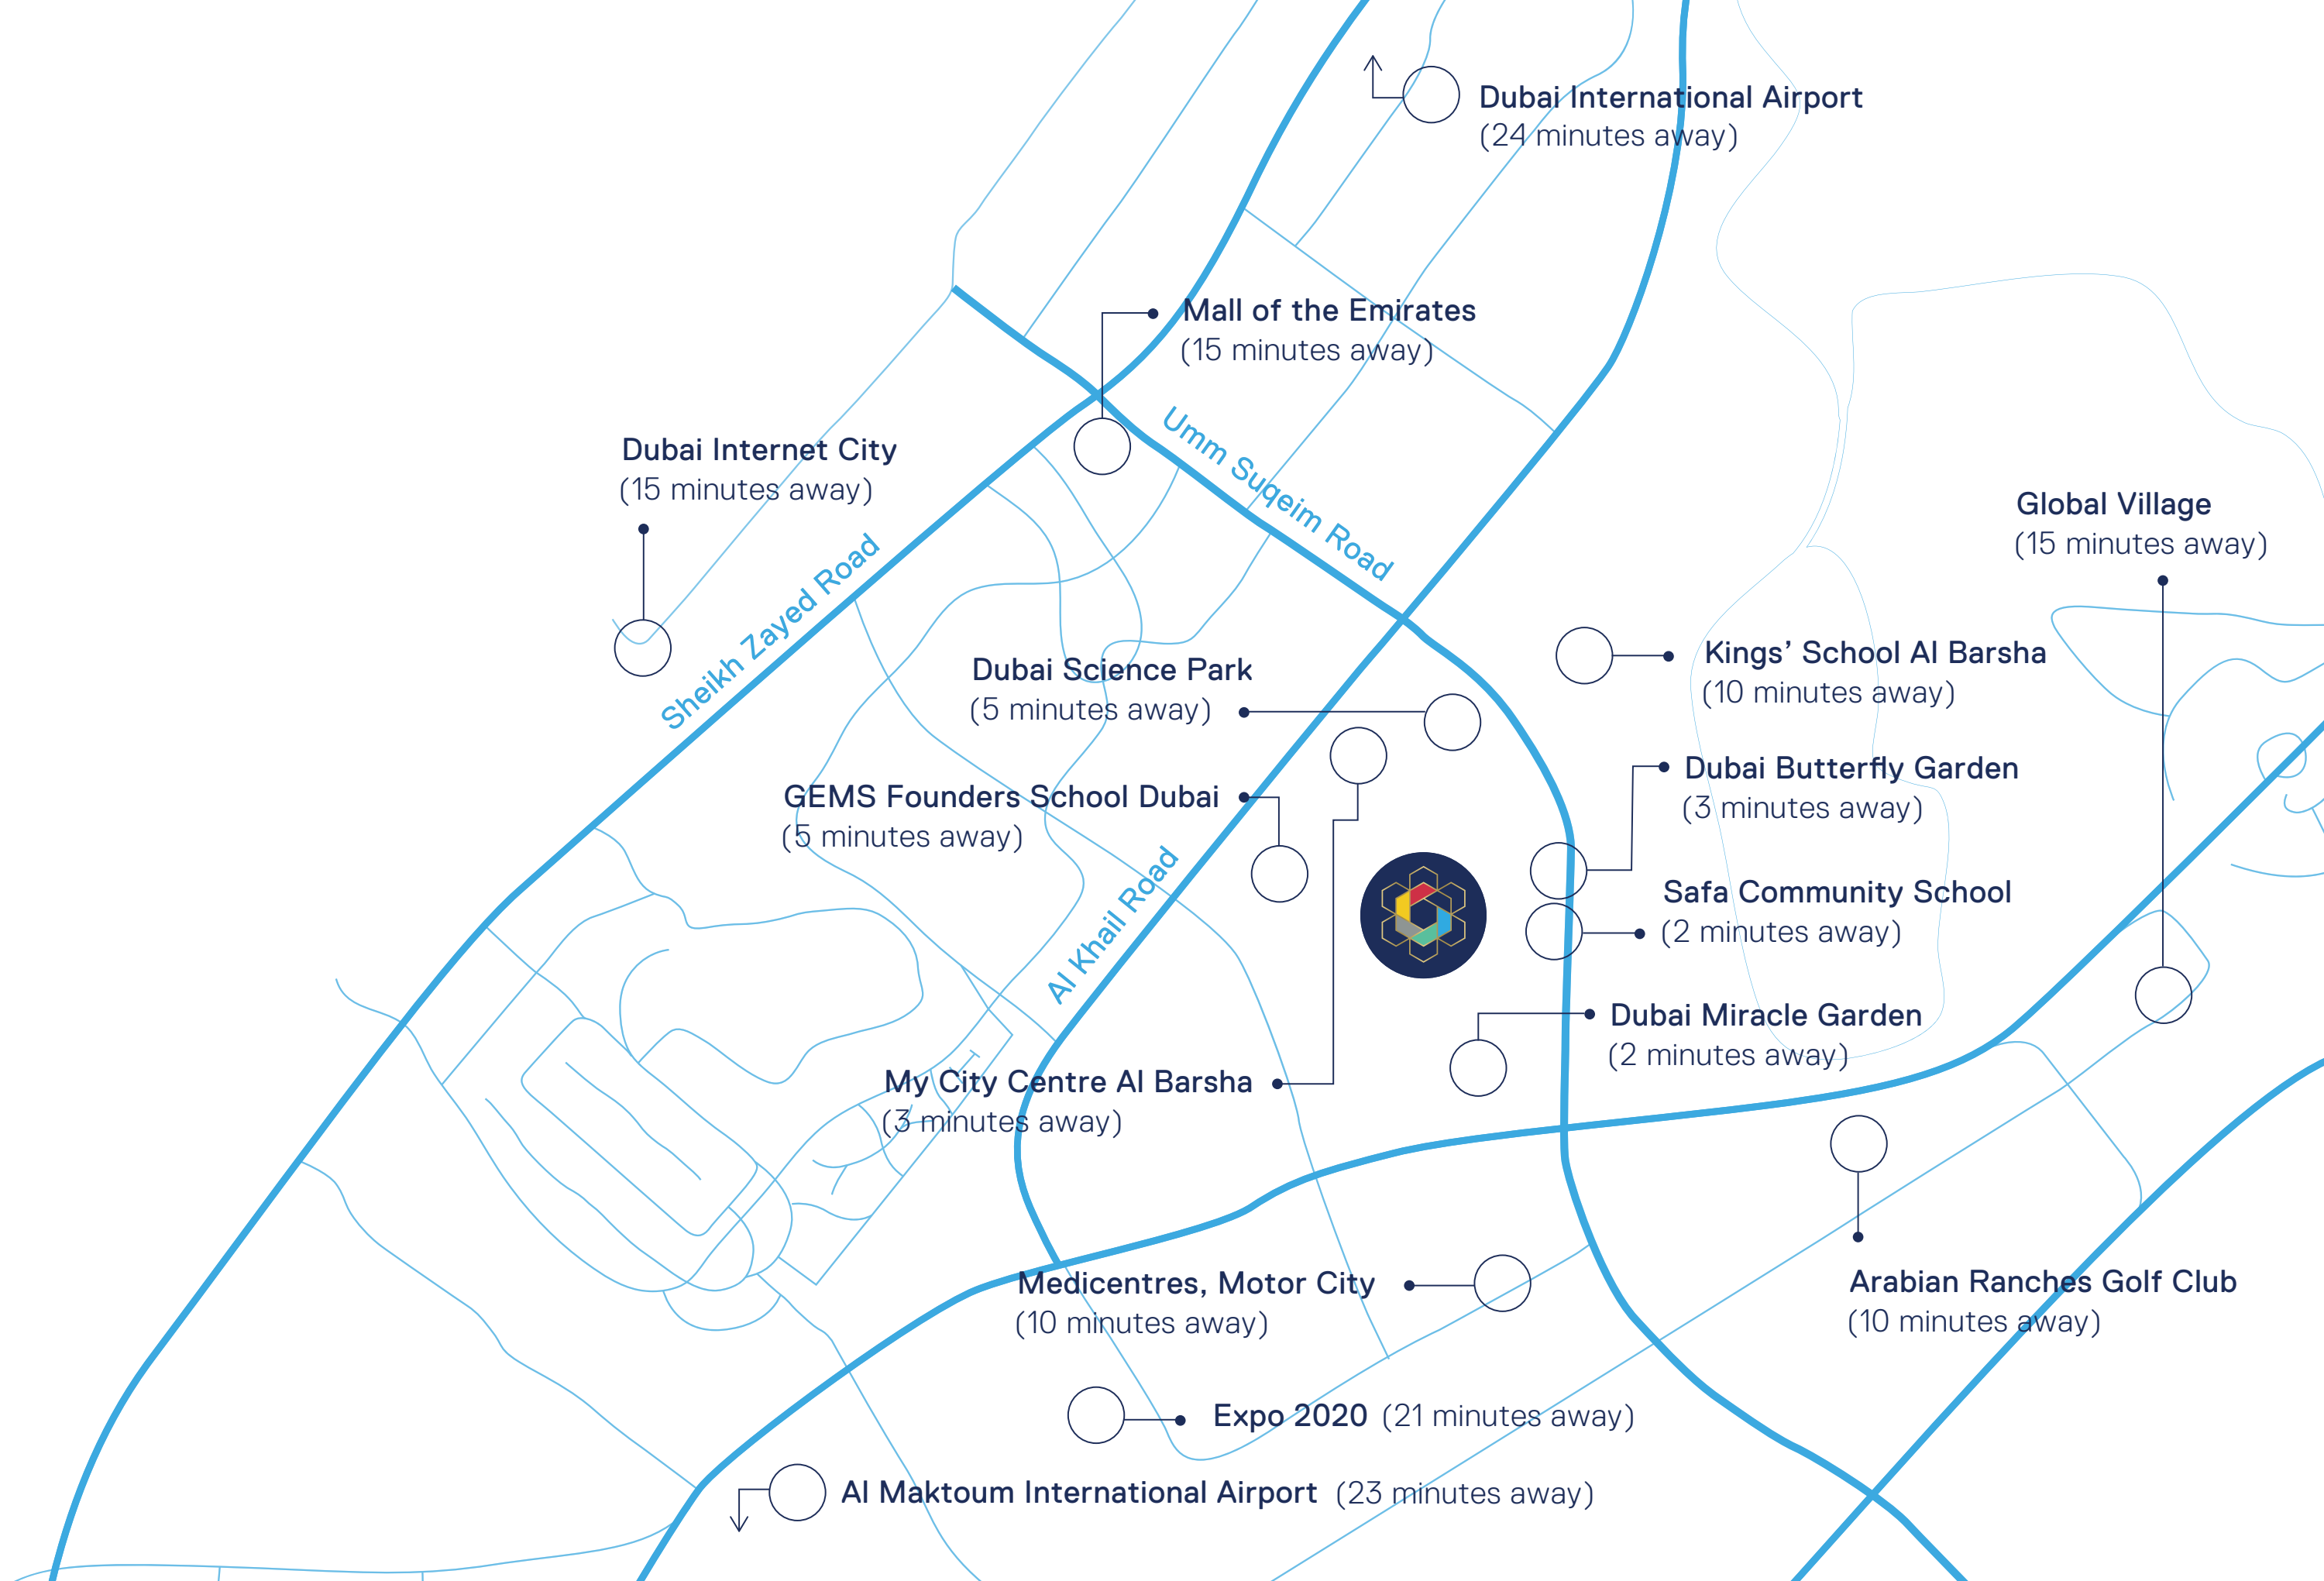 Dubai International Airport
(24 minutes away)
Mall of the Emirates
(15 minutes away)
Umm Suqeim Road
Dubai Internet City
(15 minutes away)
Sheikh Zayed Road
Global Village
(15 minutes away)
Kings’ School Al Barsha
(10 minutes away)
Dubai Science Park
(5 minutes away)
Dubai Butterfly Garden
(3 minutes away)
GEMS Founders School Dubai
(5 minutes away)
Al Khail Road
Safa Community School
(2 minutes away)
Dubai Miracle Garden
(2 minutes away)
My City Centre Al Barsha
(3 minutes away)
Medicentres, Motor City
(10 minutes away)
Arabian Ranches Golf Club
(10 minutes away)
Expo 2020 (21 minutes away)
Al Maktoum International Airport (23 minutes away)